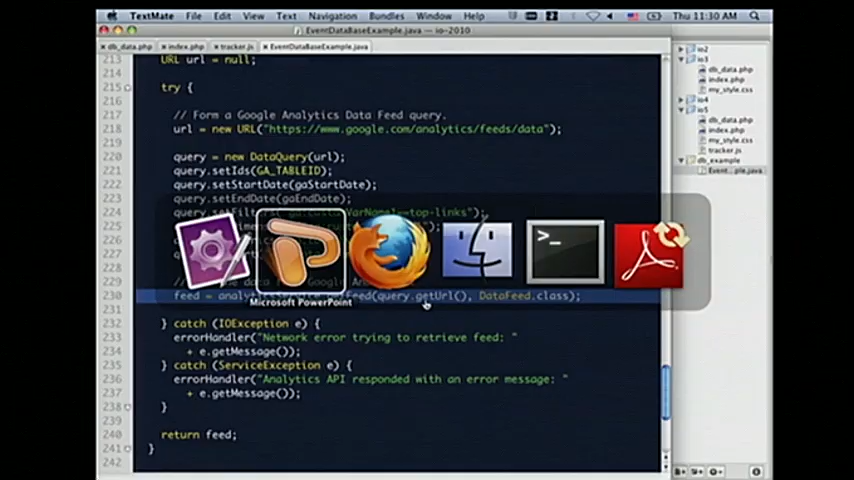 TextMate File Edit View Text Navigation Bundles Window Help Thu 11:30 AM
EventDataBaseExample.java — io-2010
db_data.php index.php tracker.js EventDataBaseExample.java
213 URL url = null;
214
215 try {
216
217 // Form a Google Analytics Data Feed query.
218 url = new URL("https://www.google.com/analytics/feeds/data");
219
220 query = new DataQuery(url);
221 query.setIds(GA_TABLEID);
222 query.setStartDate(gaStartDate);
223 query.setEndDate(gaEndDate);
224
top-links")
230 feed = getUrl(), DataFeed.class);
Microsoft PowerPoint
231
232 } catch (IOException e) {
233 errorHandler("Network error trying to retrieve feed: "
234 + e.getMessage());
235 } catch (ServiceException e) {
236 errorHandler("Analytics API responded with an error message: "
237 + e.getMessage());
238 }
239
240 return feed;
241 }
242
io2
io3
db_data.php
index.php
my_style.css
io4
io5
db_data.php
index.php
my_style.css
tracker.js
db_example
Event...ple.java